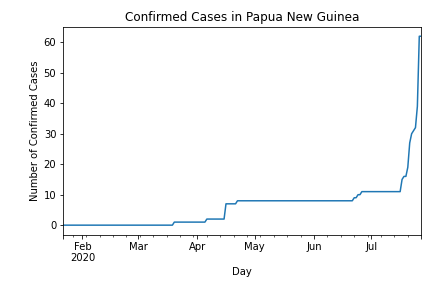 Confirmed Cases in Papua New Guinea
60
50
40
30
20
10
0
Number of Confirmed Cases
Feb Mar Apr May Jun Jul
2020
Day